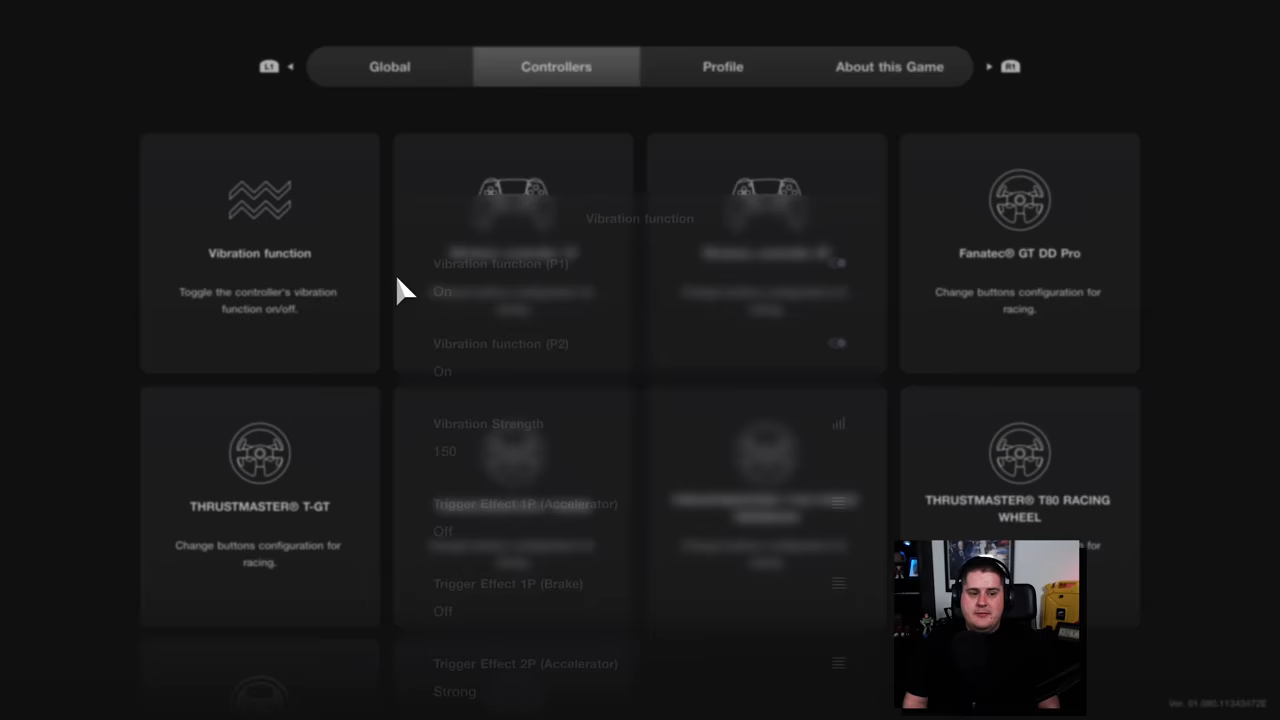 L1
Global
Controllers
Profile
About this Game
R1
Vibration function
Toggle the controller's vibration
function on/off.
Fanatec® GT DD Pro
Change buttons configuration for
racing.
Vibration function
Vibration function (P1)
On
Vibration function (P2)
On
Vibration Strength
150
Trigger Effect 1P (Accelerator)
Off
Trigger Effect 1P (Brake)
Off
Trigger Effect 2P (Accelerator)
Strong
THRUSTMASTER® T-GT
Change buttons configuration for
racing.
THRUSTMASTER® T80 RACING
WHEEL
for